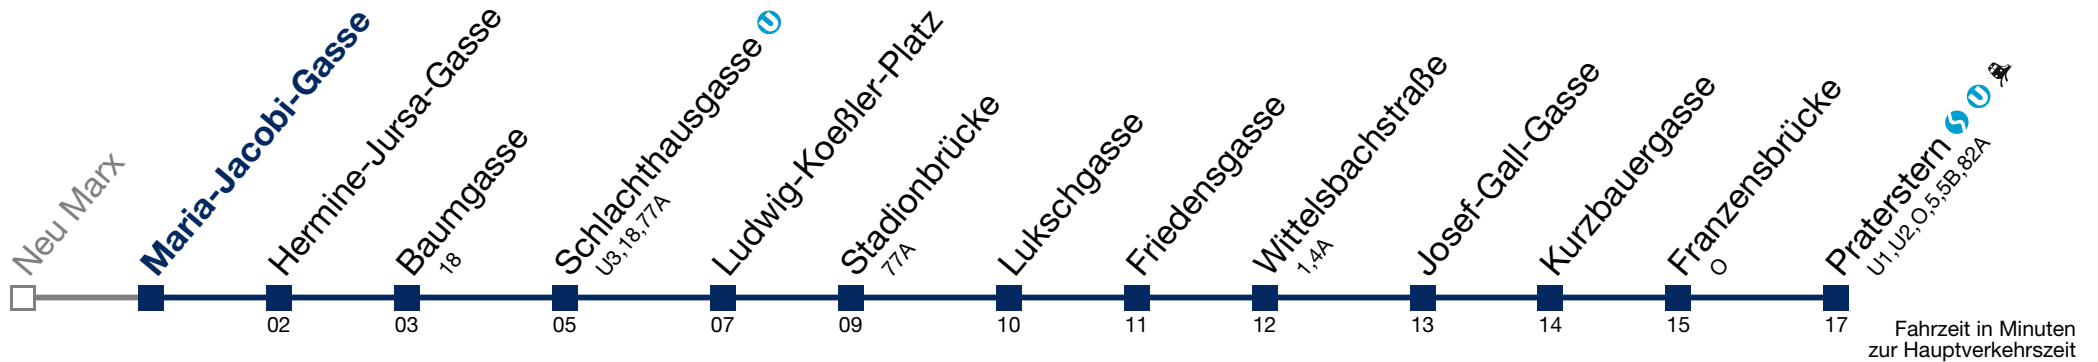 Neu Marx
Maria-Jacobi-Gasse
Hermine-Jursa-Gasse
Baumgasse
18
Schlachthausgasse
U3,18,77A
Ludwig-Koeßler-Platz
Stadionbrücke
77A
Lukschgasse
Friedensgasse
Wittelsbachstraße
1,4A
Josef-Gall-Gasse
Kurzbauergasse
Franzensbrücke
O
Praterstern
U1,U2,O,5,5B,82A
02
03
05
07
09
10
11
12
13
14
15
17
Fahrzeit in Minuten
zur Hauptverkehrszeit